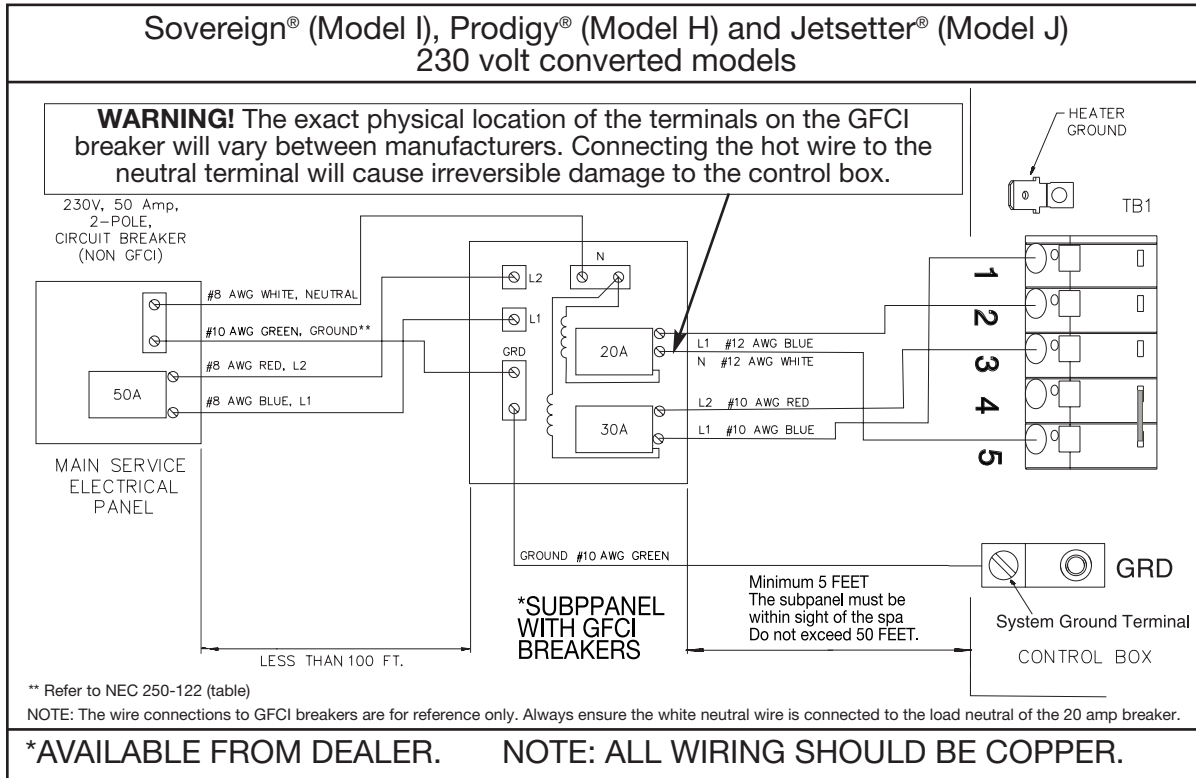 Sovereign® (Model I), Prodigy® (Model H) and Jetsetter® (Model J)
230 volt converted models
WARNING! The exact physical location of the terminals on the GFCI
breaker will vary between manufacturers. Connecting the hot wire to the
neutral terminal will cause irreversible damage to the control box.
HEATER
GROUND
TB1
230V, 50 Amp,
2-POLE,
CIRCUIT BREAKER
(NON GFCI)
#8 AWG WHITE, NEUTRAL
#10 AWG GREEN, GROUND**
#8 AWG RED, L2
#8 AWG BLUE, L1
50A
MAIN SERVICE
ELECTRICAL
PANEL
N
L2
L1
GRD
20A
30A
L1 #12 AWG BLUE
N #12 AWG WHITE
L2 #10 AWG RED
L1 #10 AWG BLUE
1
2
3
4
5
GROUND #10 AWG GREEN
*SUBPPANEL
WITH GFCI
BREAKERS
Minimum 5 FEET
The subpanel must be
within sight of the spa
Do not exceed 50 FEET.
GRD
System Ground Terminal
CONTROL BOX
LESS THAN 100 FT.
** Refer to NEC 250-122 (table)
NOTE: The wire connections to GFCI breakers are for reference only. Always ensure the white neutral wire is connected to the load neutral of the 20 amp breaker.
*AVAILABLE FROM DEALER. NOTE: ALL WIRING SHOULD BE COPPER.